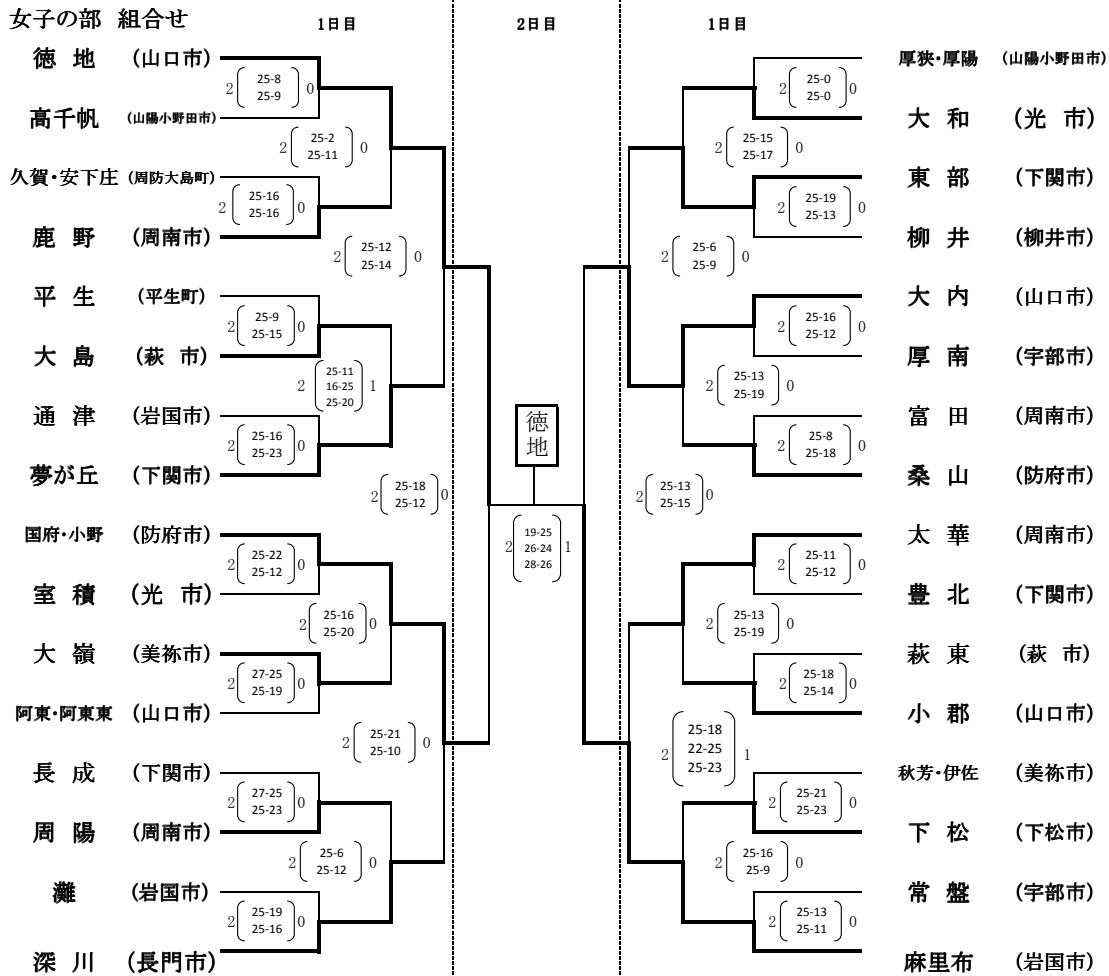 女子の部 組合せ
1日目
2日目
1日目
徳 地 (山口市)
2 25-8 0
25-9
高千帆 (山陽小野田市)
2 25-2 0
25-11
久賀・安下庄 (周防大島町)
2 25-16 0
25-16
鹿 野 (周南市)
2 25-12 0
25-14
平 生 (平生町)
2 25-9 0
25-15
大 島 (萩 市)
2 25-11 1
16-25
25-20
通 津 (岩国市)
2 25-16 0
25-23
夢が丘 (下関市)
2 25-18 0
25-12
国府・小野 (防府市)
2 25-22 0
25-12
室 積 (光 市)
2 25-16 0
25-20
大 嶺 (美祢市)
2 27-25 0
25-19
阿東・阿東東 (山口市)
2 25-21 0
25-10
長 成 (下関市)
2 27-25 0
25-23
周 陽 (周南市)
2 25-6 0
25-12
灘 (岩国市)
2 25-19 0
25-16
深 川 (長門市)
徳地
2 19-25 1
26-24
28-26
厚狭・厚陽 (山陽小野田市)
2 25-0 0
25-0
大 和 (光 市)
2 25-15 0
25-17
東 部 (下関市)
2 25-19 0
25-13
柳 井 (柳井市)
2 25-6 0
25-9
大 内 (山口市)
2 25-16 0
25-12
厚 南 (宇部市)
2 25-13 0
25-19
富 田 (周南市)
2 25-8 0
25-18
桑 山 (防府市)
2 25-13 0
25-15
太 華 (周南市)
2 25-11 0
25-12
豊 北 (下関市)
2 25-13 0
25-19
萩 東 (萩 市)
2 25-18 0
25-14
小 郡 (山口市)
2 25-18 1
22-25
25-23
秋芳・伊佐 (美祢市)
2 25-21 0
25-23
下 松 (下松市)
2 25-16 0
25-9
常 盤 (宇部市)
2 25-13 0
25-11
麻里布 (岩国市)